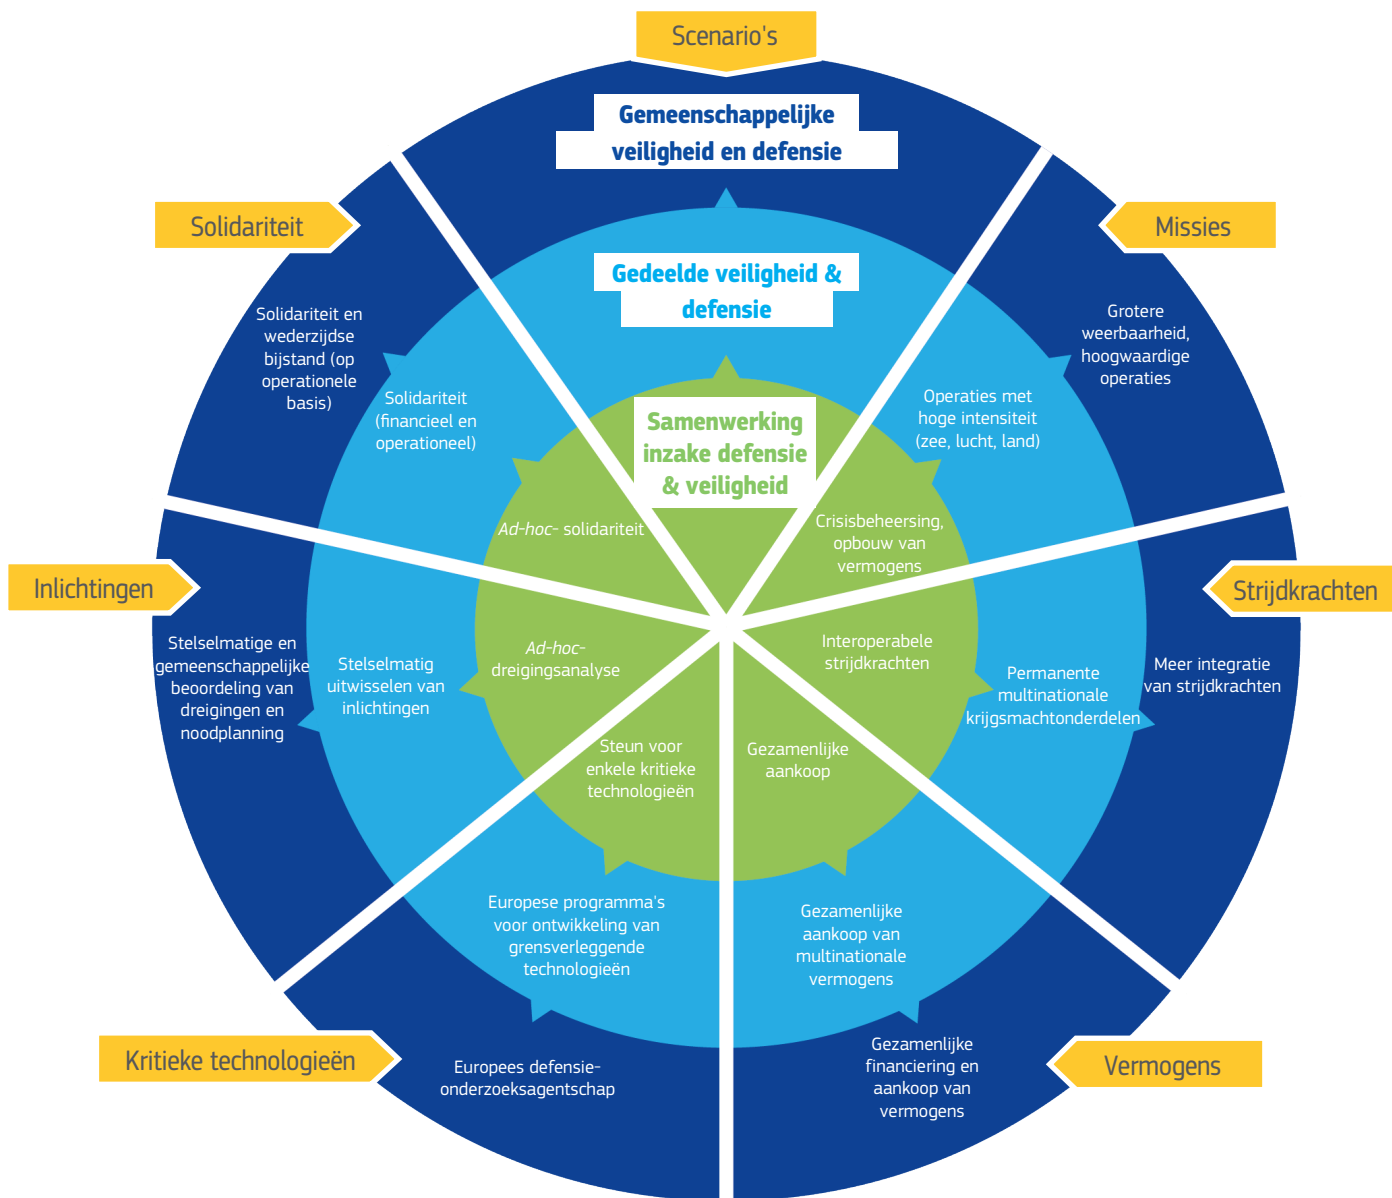 Scenario's
Gemeenschappelijke
veiligheid en defensie
Gedeelde veiligheid &
defensie
Samenwerking
inzake defensie
& veiligheid
Missies
Grotere
weerbaarheid,
hoogwaardige
operaties
Operaties met
hoge intensiteit
(zee, lucht, land)
Crisisbeheersing,
opbouw van
vermogens
Strijdkrachten
Interoperabele
strijdkrachten
Permanente
multinationale
krijgsmachtonderdelen
Meer integratie
van strijdkrachten
Vermogens
Gezamenlijke
aankoop
Gezamenlijke
aankoop van
multinationale
vermogens
Gezamenlijke
financiering en
aankoop van
vermogens
Kritieke technologieën
Steun voor
enkele kritieke
technologieën
Europese programma's
voor ontwikkeling van
grensverleggende
technologieën
Europees defensie-
onderzoeksagentschap
Inlichtingen
Stelselmatige en
gemeenschappelijke
beoordeling van
dreigingen en
noodplanning
Stelselmatig
uitwisselen van
inlichtingen
Ad-hoc-
dreigingsanalyse
Solidariteit
Solidariteit en
wederzijdse
bijstand (op
operationele
basis)
Solidariteit
(financieel en
operationeel)
Ad-hoc- solidariteit